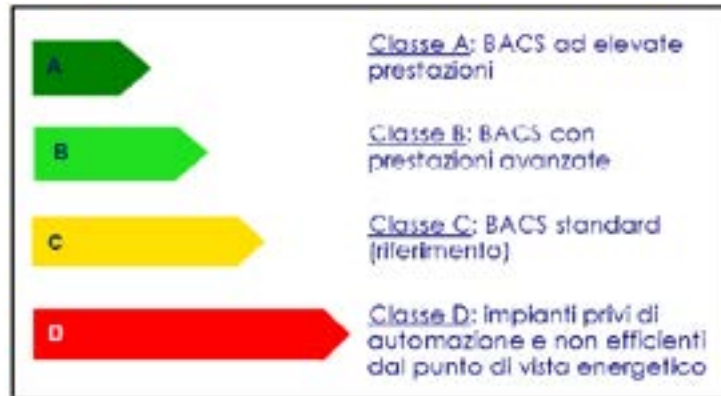 A
Classe A: BACS ad elevate
prestazioni
B
Classe B: BACS con
prestazioni avanzate
C
Classe C: BACS standard
(riferimento)
D
Classe D: impianti privi di
automazione e non efficienti
dal punto di vista energetico